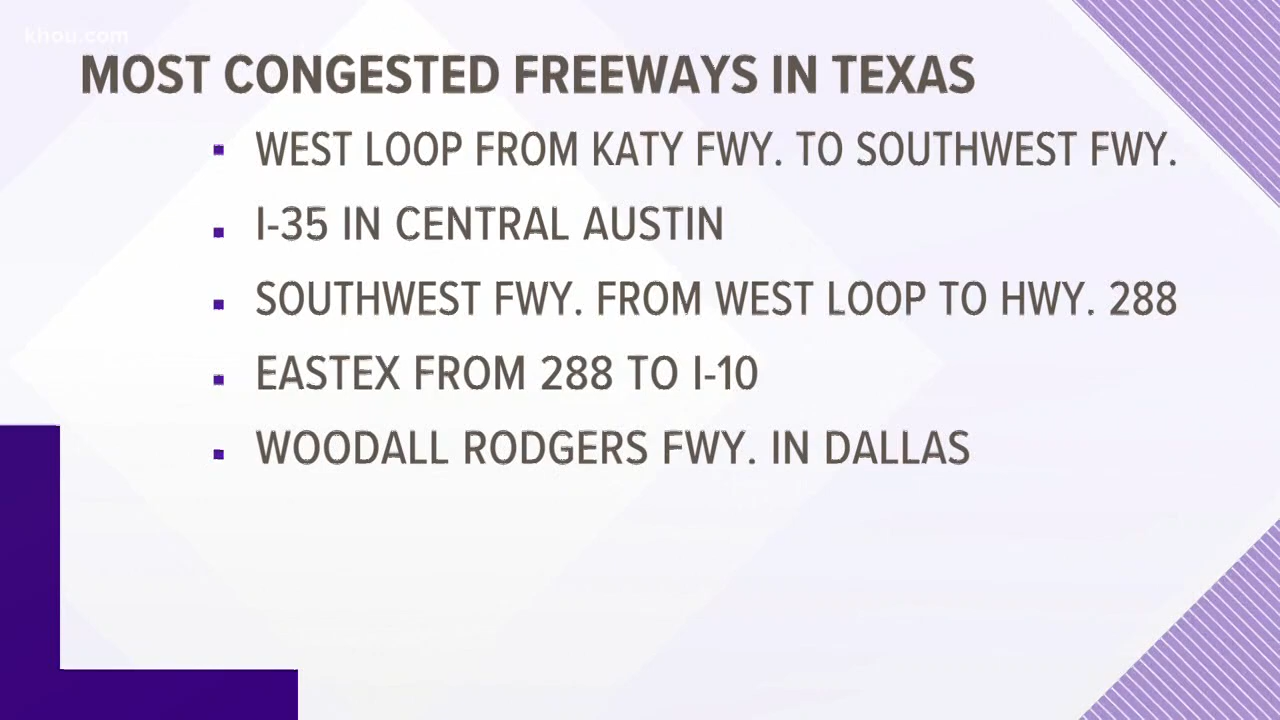 khou.com
MOST CONGESTED FREEWAYS IN TEXAS
▪ WEST LOOP FROM KATY FWY. TO SOUTHWEST FWY.
▪ I-35 IN CENTRAL AUSTIN
▪ SOUTHWEST FWY. FROM WEST LOOP TO HWY. 288
▪ EASTEX FROM 288 TO I-10
▪ WOODALL RODGERS FWY. IN DALLAS